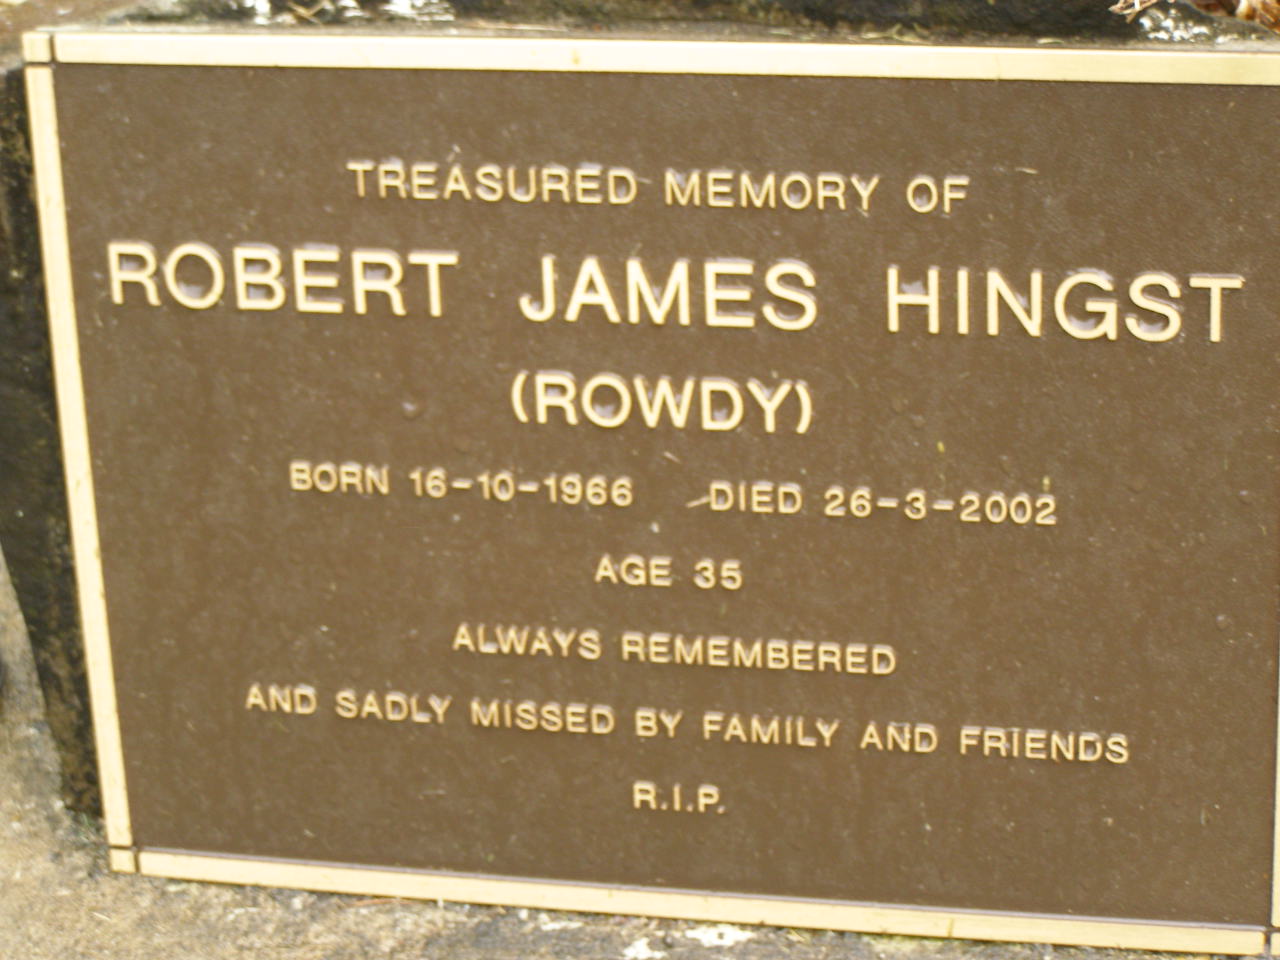 TREASURED MEMORY OF
ROBERT JAMES HINGST
(ROWDY)
BORN 16-10-1966 DIED 26-3-2002
AGE 35
ALWAYS REMEMBERED
AND SADLY MISSED BY FAMILY AND FRIENDS
R.I.P.